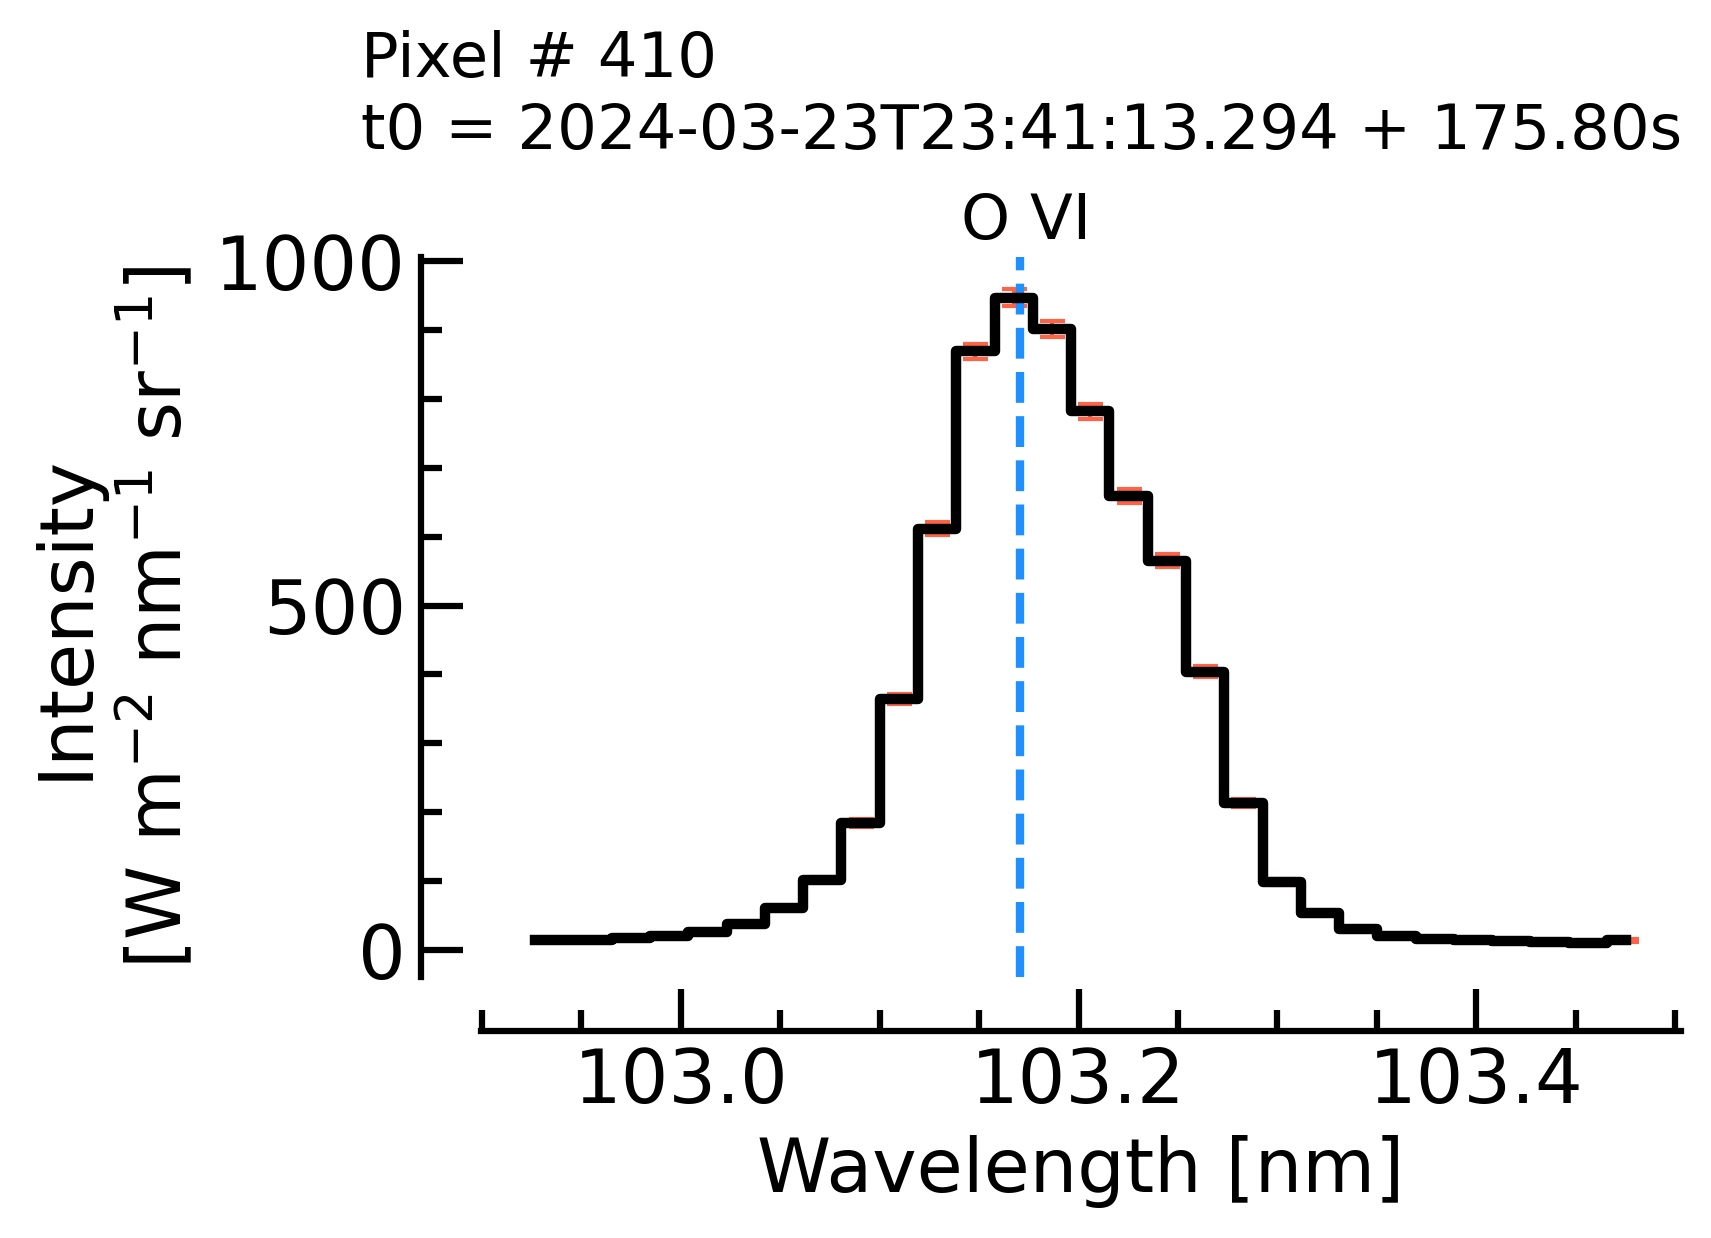 Pixel # 410
t0 = 2024-03-23T23:41:13.294 + 175.80s
O VI
Intensity
[W m⁻² nm⁻¹ sr⁻¹]
1000
500
0
103.0 103.2 103.4
Wavelength [nm]